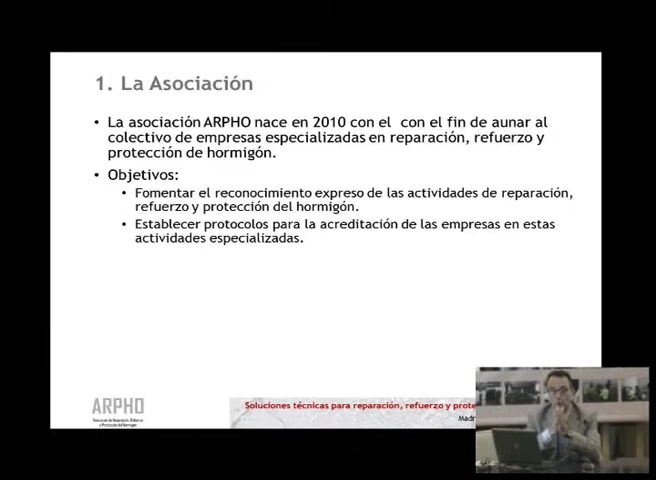 1. La Asociación
• La asociación ARPHO nace en 2010 con el con el fin de aunar al
colectivo de empresas especializadas en reparación, refuerzo y
protección de hormigón.
• Objetivos:
• Fomentar el reconocimiento expreso de las actividades de reparación,
refuerzo y protección del hormigón.
• Establecer protocolos para la acreditación de las empresas en estas
actividades especializadas.
ARPHO
Soluciones técnicas para reparación, refuerzo y prote
Madr